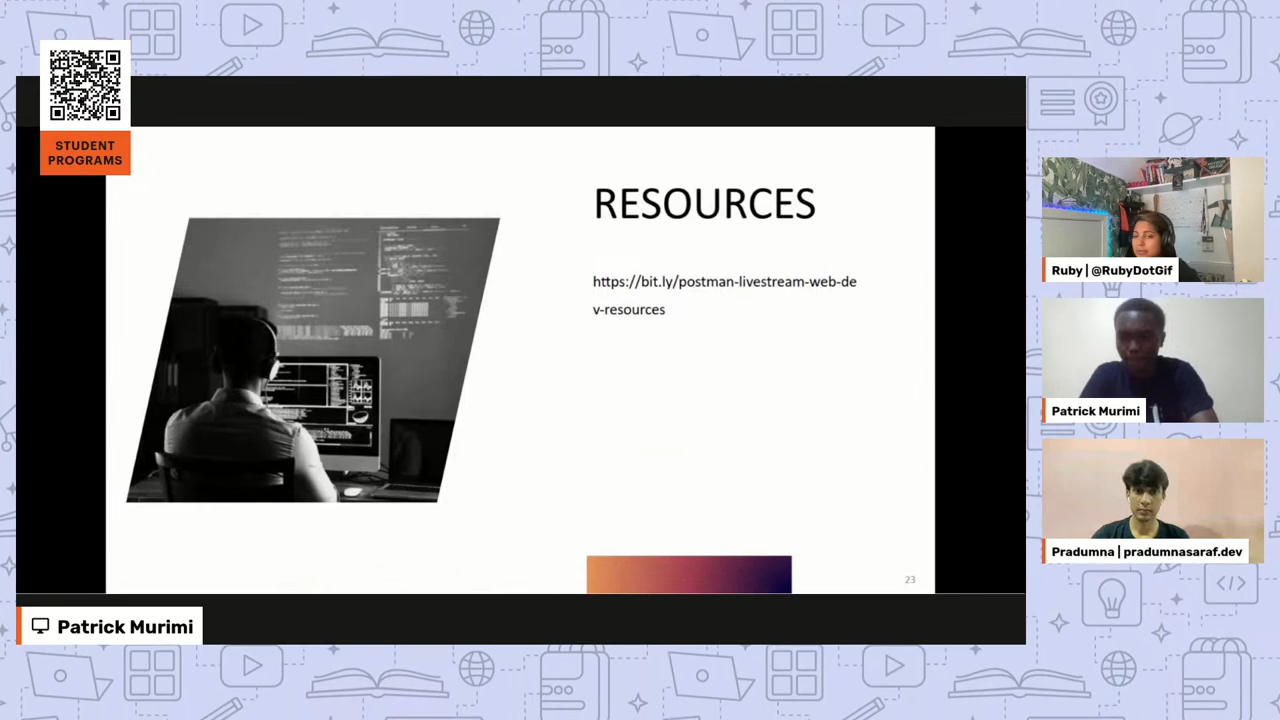 STUDENT
PROGRAMS
RESOURCES
https://bit.ly/postman-livestream-web-de
v-resources
23
Patrick Murimi
Ruby | @RubyDotGif
Patrick Murimi
Pradumna | pradumnasaraf.dev